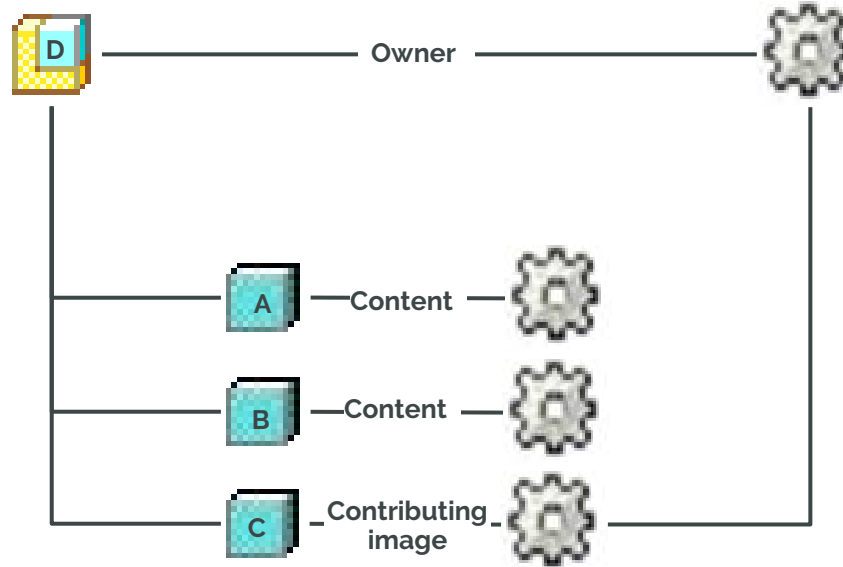 D
Owner
A
Content
B
Content
C
Contributing
image